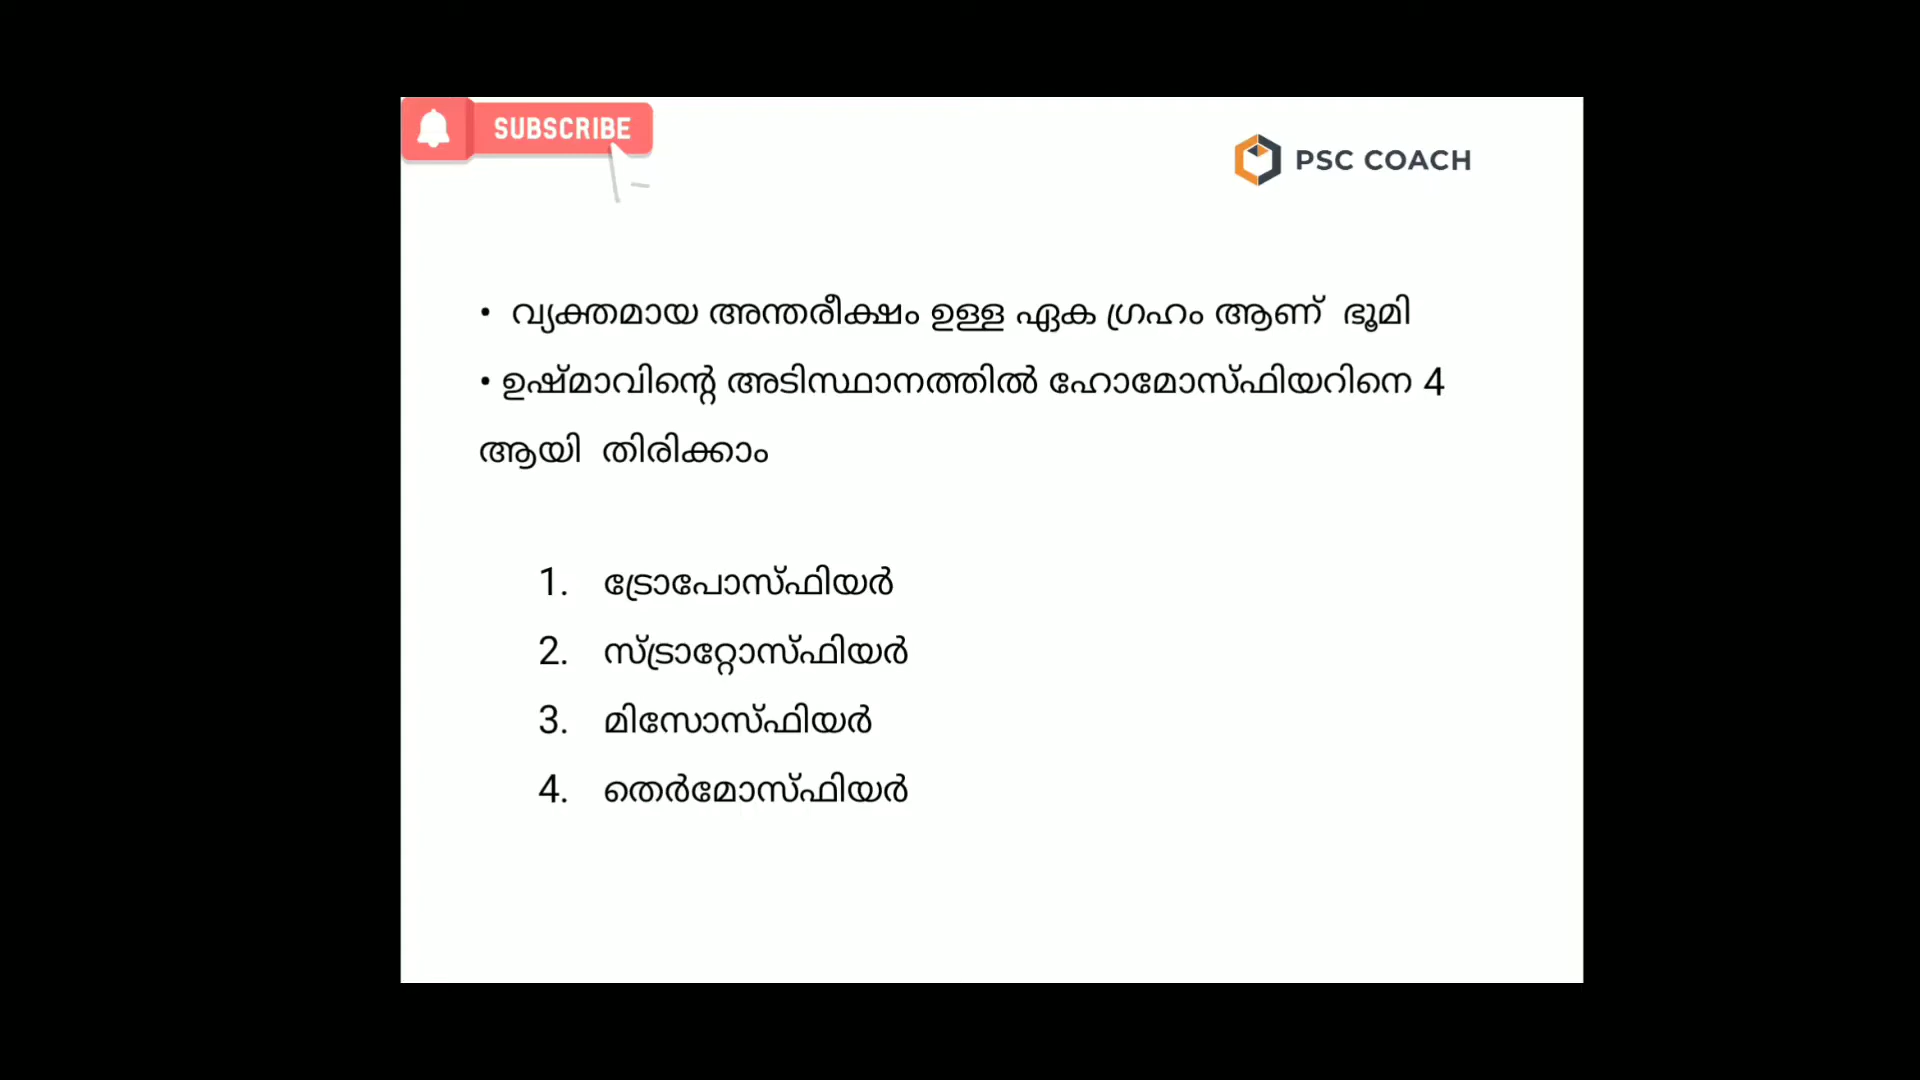 SUBSCRIBE
PSC COACH
• വ്യക്തമായ അന്തരീക്ഷം ഉള്ള ഏക ഗ്രഹം ആണ് ഭൂമി
• ഉഷ്മാവിന്റെ അടിസ്ഥാനത്തിൽ ഹോമോസ്ഫിയറിനെ 4
ആയി തിരിക്കാം
1. ട്രോപോസ്ഫിയർ
2. സ്ട്രാറ്റോസ്ഫിയർ
3. മിസോസ്ഫിയർ
4. തെർമോസ്ഫിയർ